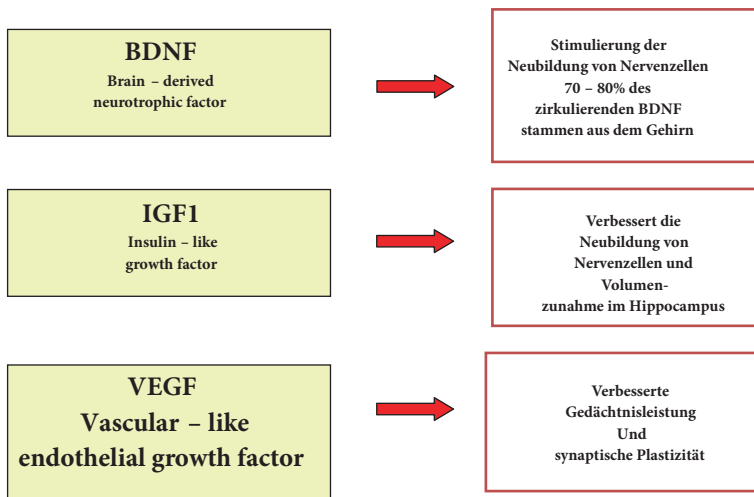 BDNF
Brain – derived
neurotrophic factor
Stimulierung der
Neubildung von Nervenzellen
70 – 80% des
zirkulierenden BDNF
stammen aus dem Gehirn
IGF1
Insulin – like
growth factor
Verbessert die
Neubildung von
Nervenzellen und
Volumen-
zunahme im Hippocampus
VEGF
Vascular – like
endothelial growth factor
Verbesserte
Gedächtnisleistung
Und
synaptische Plastizität